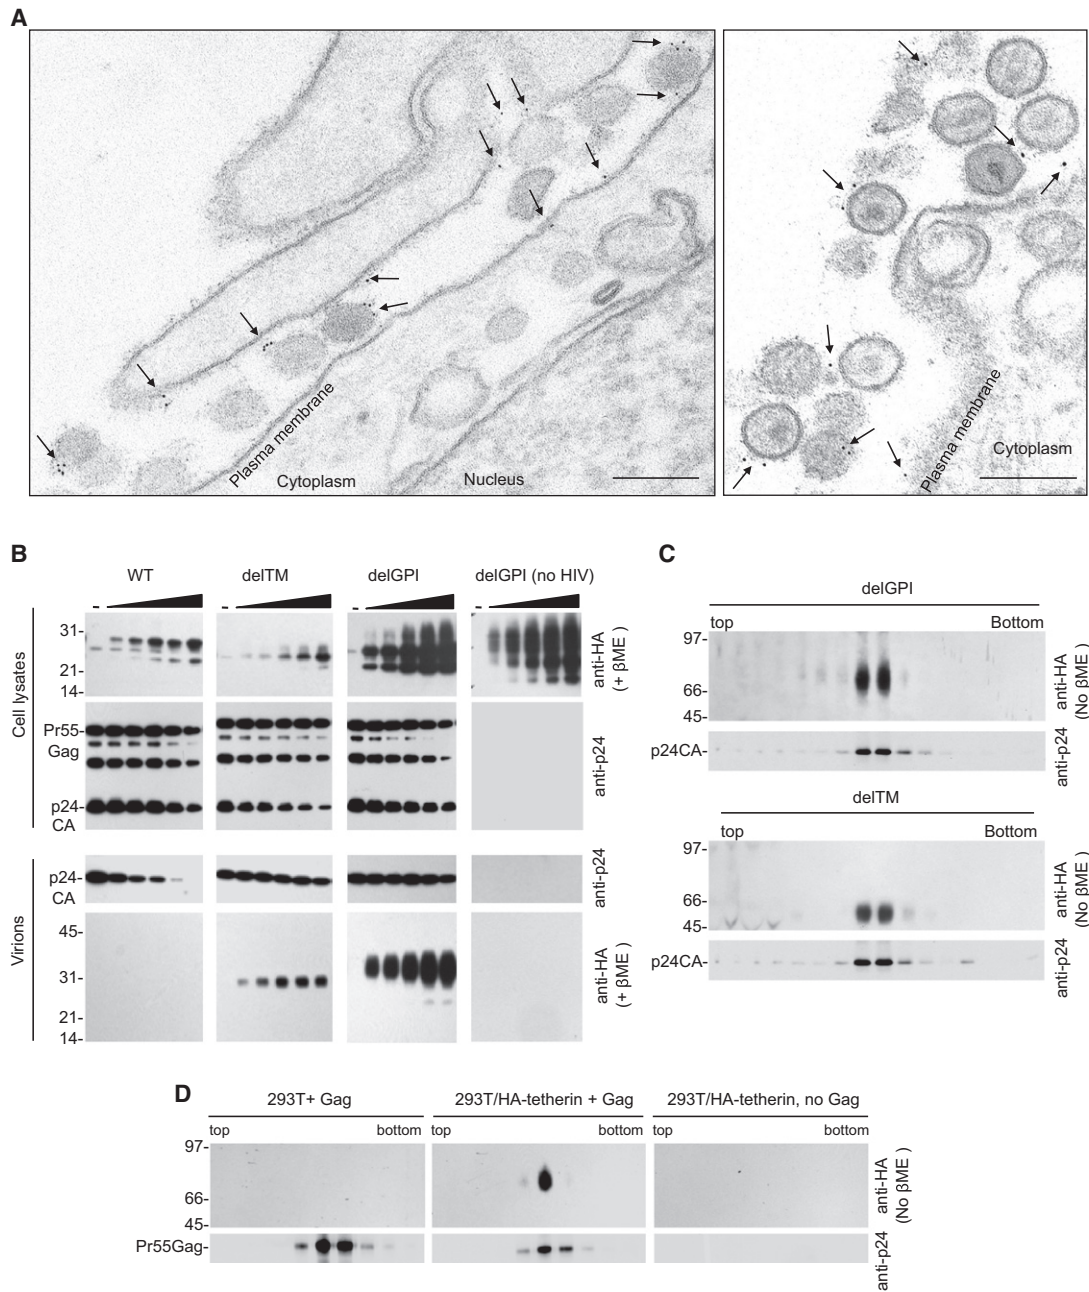 A
Plasma membrane
Cytoplasm
Nucleus
Plasma membrane
Cytoplasm
B
WT
delTM
delGPI
delGPI (no HIV)
- - - -
Cell lysates
31-
21-
14-
anti-HA
(+ βME)
Pr55-
Gag
p24-
CA
anti-p24
Virions
p24-
CA
anti-p24
45-
31-
21-
14-
anti-HA
(+ βME )
C
delGPI
top
Bottom
97-
66-
45-
anti-HA
(No βME )
p24CA-
anti-p24
delTM
top
Bottom
97-
66-
45-
anti-HA
(No βME )
p24CA-
anti-p24
D
293T+ Gag
293T/HA-tetherin + Gag
293T/HA-tetherin, no Gag
top bottom top bottom top bottom
97-
66-
45-
anti-HA
(No βME )
Pr55Gag-
anti-p24